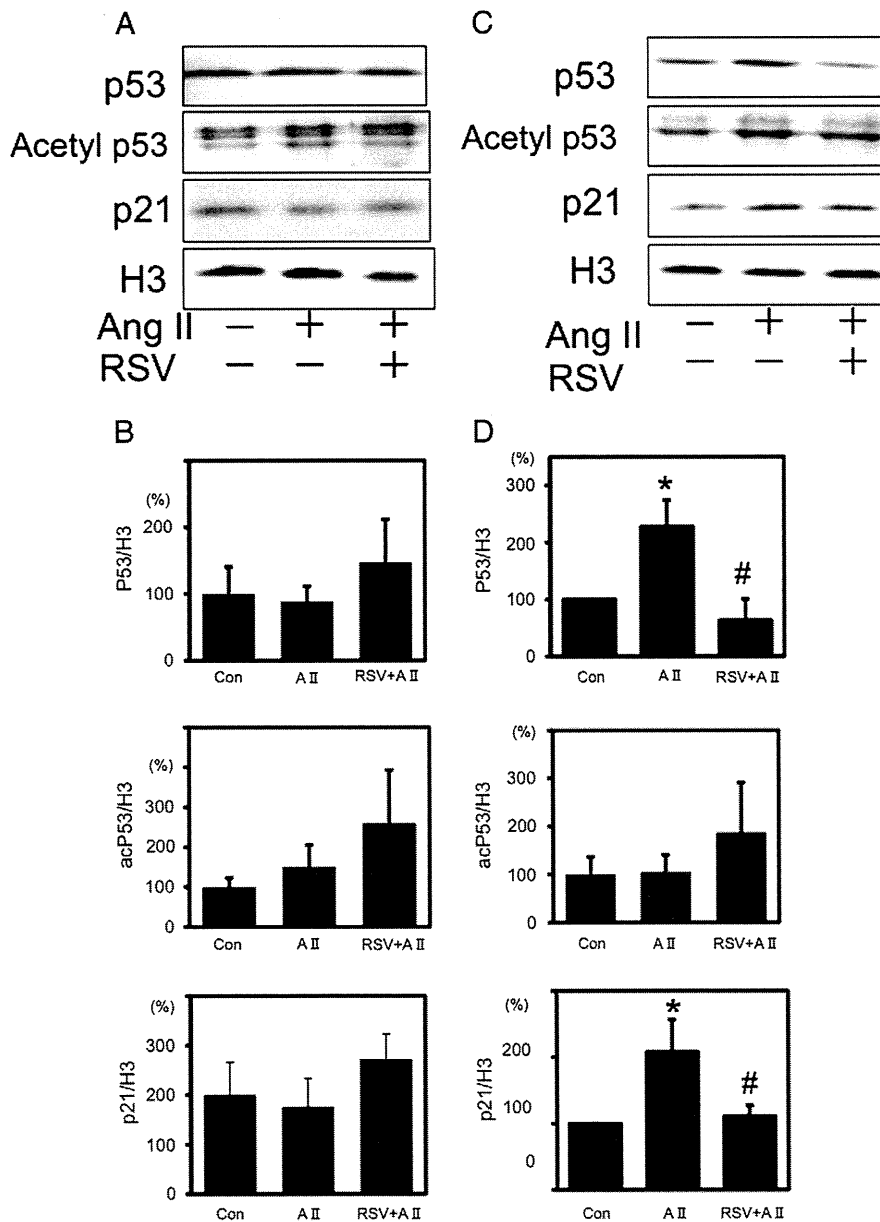 A
p53
Acetyl p53
p21
H3
Ang II − + +
RSV − − +
C
p53
Acetyl p53
p21
H3
Ang II − + +
RSV − − +
B
(%)
P53/H3
200
100
0
Con A II RSV+A II
(%)
acP53/H3
300
200
100
0
Con A II RSV+A II
(%)
p21/H3
300
200
100
0
Con A II RSV+A II
D
(%)
P53/H3
300
200
100
0
*
#
Con A II RSV+A II
(%)
acP53/H3
300
200
100
0
Con A II RSV+A II
(%)
p21/H3
200
100
0
*
#
Con A II RSV+A II